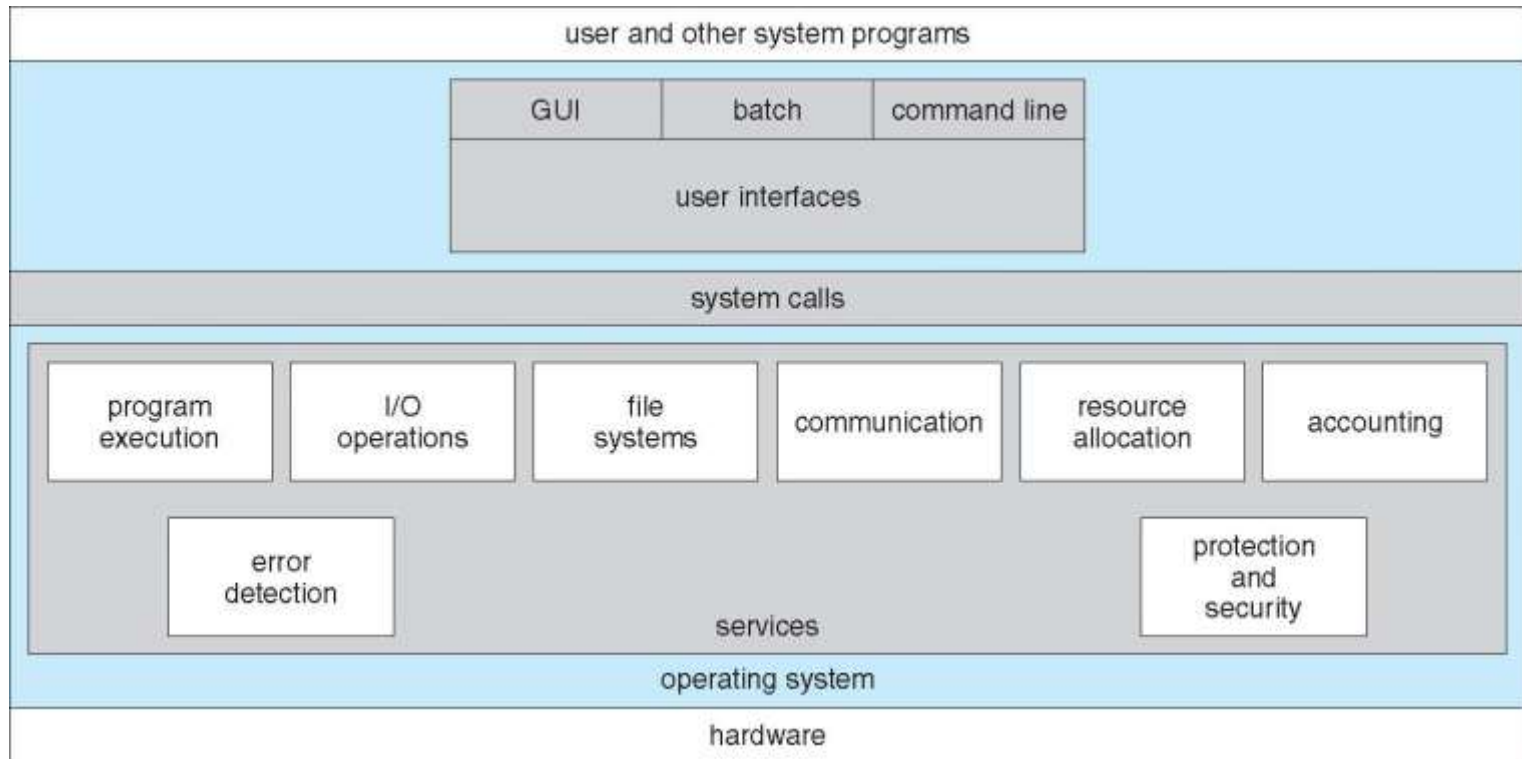 user and other system programs
GUI
batch
command line
user interfaces
system calls
program
execution
I/O
operations
file
systems
communication
resource
allocation
accounting
error
detection
protection
and
security
services
operating system
hardware